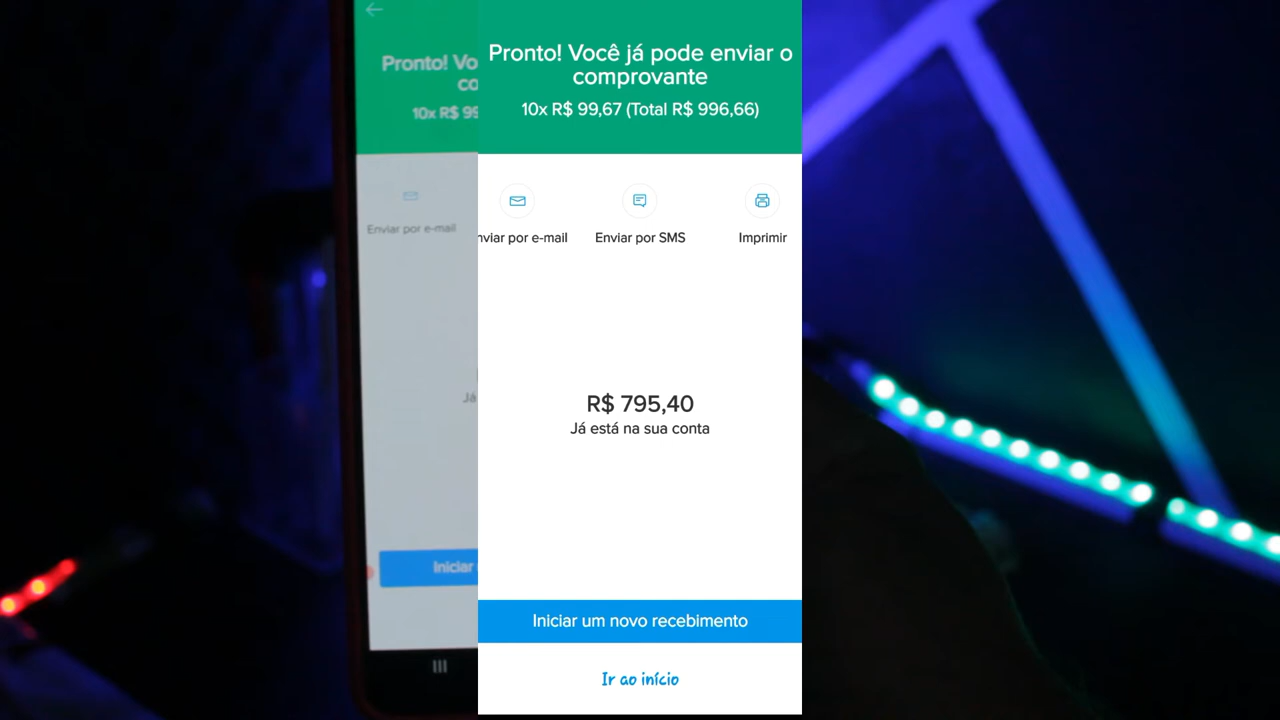 Pronto! Vo
co
10x R$ 99
Enviar por e-mail
Já
Iniciar
Pronto! Você já pode enviar o
comprovante
10x R$ 99,67 (Total R$ 996,66)
nviar por e-mail
Enviar por SMS
Imprimir
R$ 795,40
Já está na sua conta
Iniciar um novo recebimento
Ir ao início